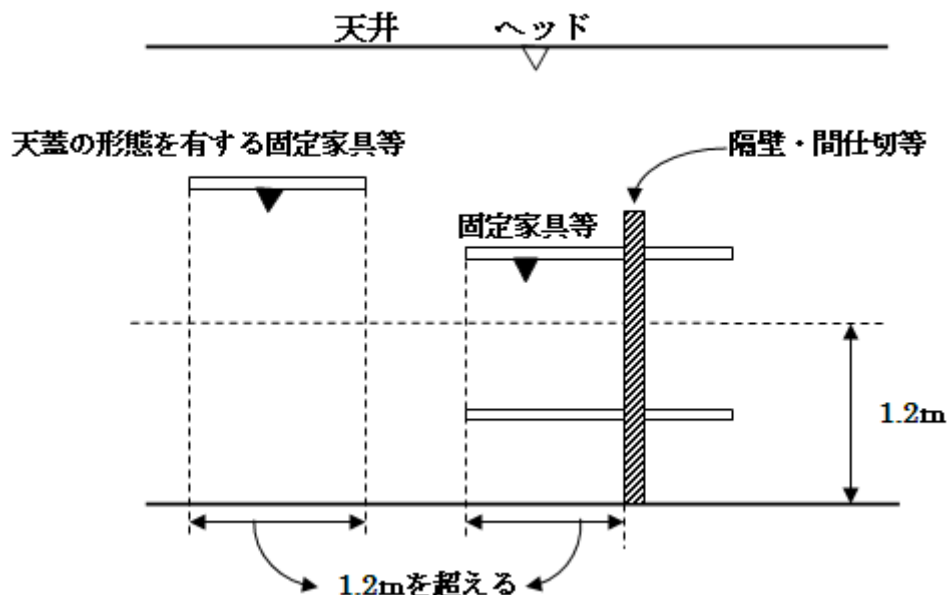 天井 ヘッド
天蓋の形態を有する固定家具等
隔壁・間仕切等
固定家具等
1.2m
1.2mを超える